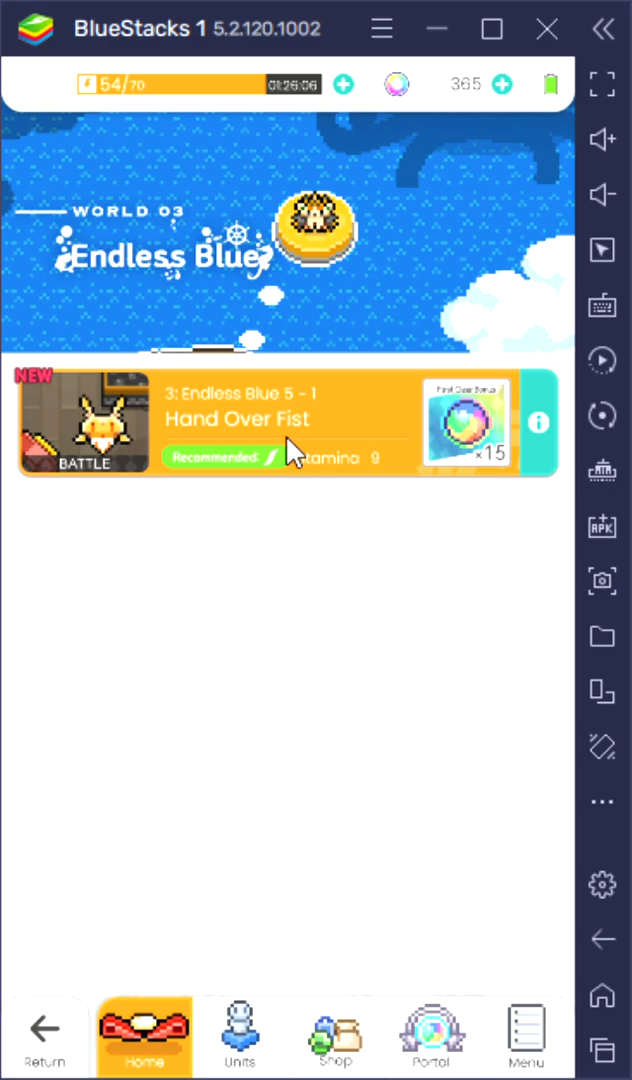 BlueStacks 1 5.2.120.1002
54/70 01:26:06 365
WORLD 03
Endless Blue
NEW
3: Endless Blue 5 - 1
Hand Over Fist
BATTLE
Recommended:
tamina 9
First Clear Bonus
×15
APK
Return
Home
Units
Shop
Portal
Menu